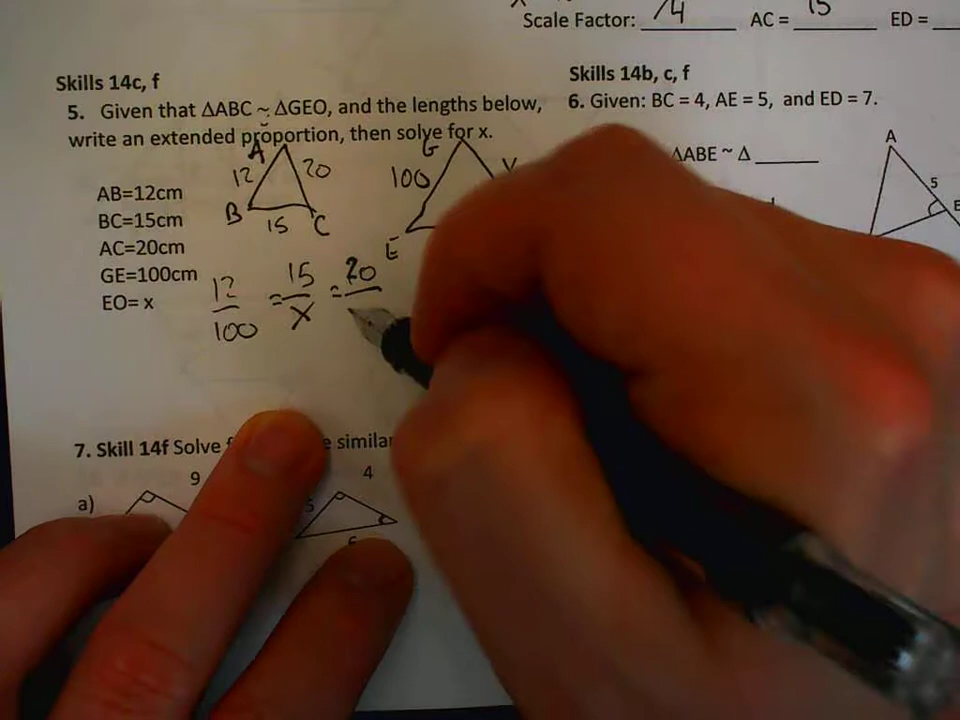 Scale Factor: /4 AC = 15 ED =
Skills 14c, f
5. Given that ΔABC ~ ΔGEO, and the lengths below,
write an extended proportion, then solve for x.
A
12 20
B 15 C
G
100
E
AB=12cm
BC=15cm
AC=20cm
GE=100cm
EO= x
12/100 = 15/x = 20/
Skills 14b, c, f
6. Given: BC = 4, AE = 5, and ED = 7.
ΔABE ~ Δ ______
A
5
7. Skill 14f Solve similar
a) 9
4